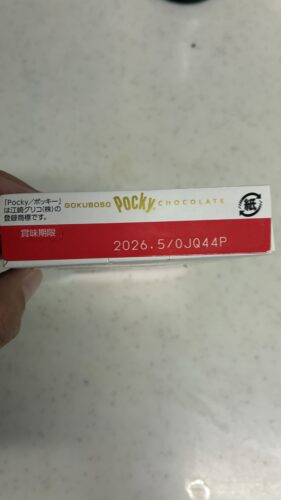 「Pocky／ポッキー」
は江崎グリコ(株)の
登録商標です。
GOKUBOSO Pocky CHOCOLATE
紙
賞味期限
2026.5/0JQ44P